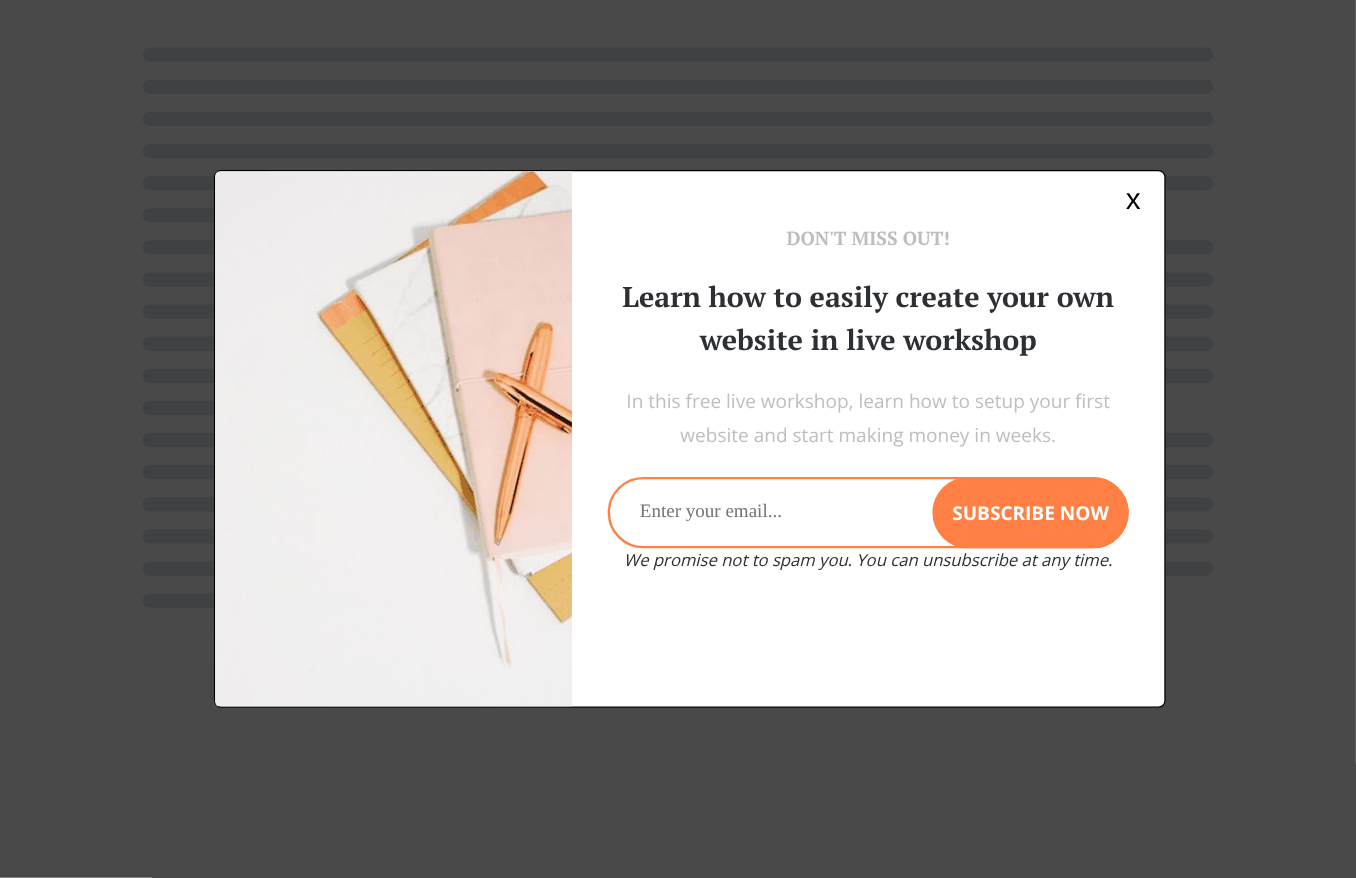 X
DON'T MISS OUT!
Learn how to easily create your own
website in live workshop
In this free live workshop, learn how to setup your first
website and start making money in weeks.
Enter your email...
SUBSCRIBE NOW
We promise not to spam you. You can unsubscribe at any time.